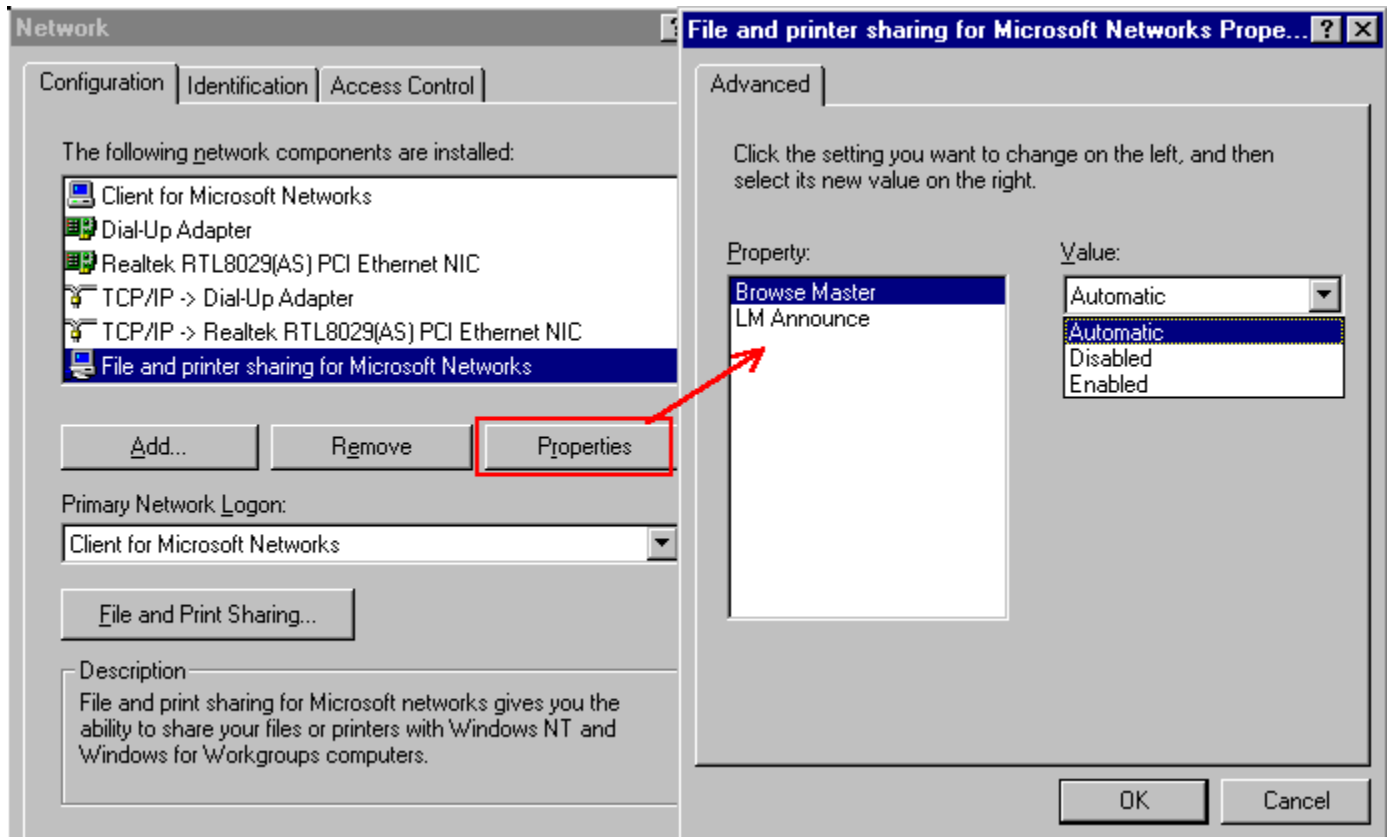 Network
Configuration Identification Access Control
The following network components are installed:
Client for Microsoft Networks
Dial-Up Adapter
Realtek RTL8029(AS) PCI Ethernet NIC
TCP/IP -> Dial-Up Adapter
TCP/IP -> Realtek RTL8029(AS) PCI Ethernet NIC
File and printer sharing for Microsoft Networks
Add... Remove Properties
Primary Network Logon:
Client for Microsoft Networks
File and Print Sharing...
Description
File and print sharing for Microsoft networks gives you the
ability to share your files or printers with Windows NT and
Windows for Workgroups computers.
File and printer sharing for Microsoft Networks Prope... ?
Advanced
Click the setting you want to change on the left, and then
select its new value on the right.
Property:
Browse Master
LM Announce
Value:
Automatic
Automatic
Disabled
Enabled
OK Cancel